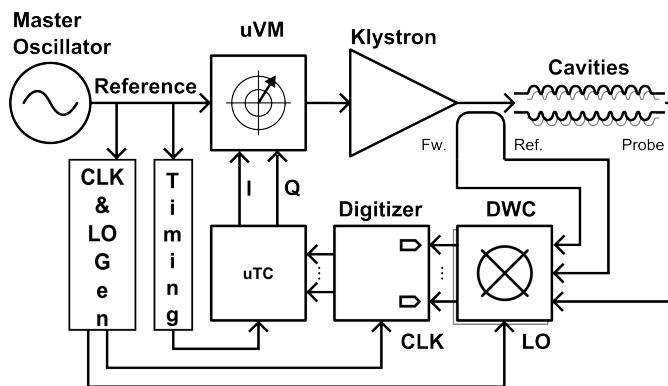 Master
Oscillator
uVM
Klystron
Cavities
Reference
Fw.
Ref.
Probe
CLK
&
LO
G
e
n
T
i
m
i
n
g
I
Q
Digitizer
DWC
uTC
CLK
LO